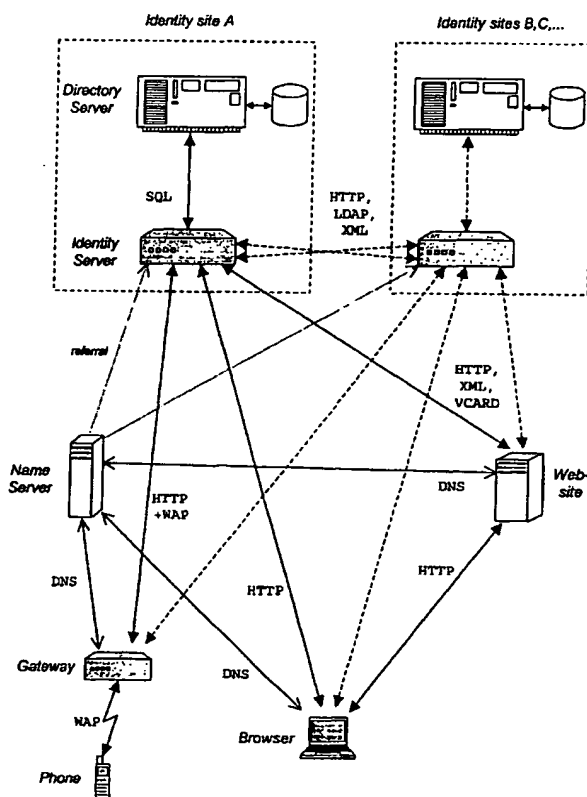 Identity site A
Identity sites B,C,...
Directory
Server
SQL
HTTP,
LDAP,
XML
Identity
Server
referral
HTTP,
XML,
VCARD
Name
Server
DNS
Web-
site
HTTP
+WAP
DNS
HTTP
HTTP
Gateway
DNS
WAP
Browser
Phone